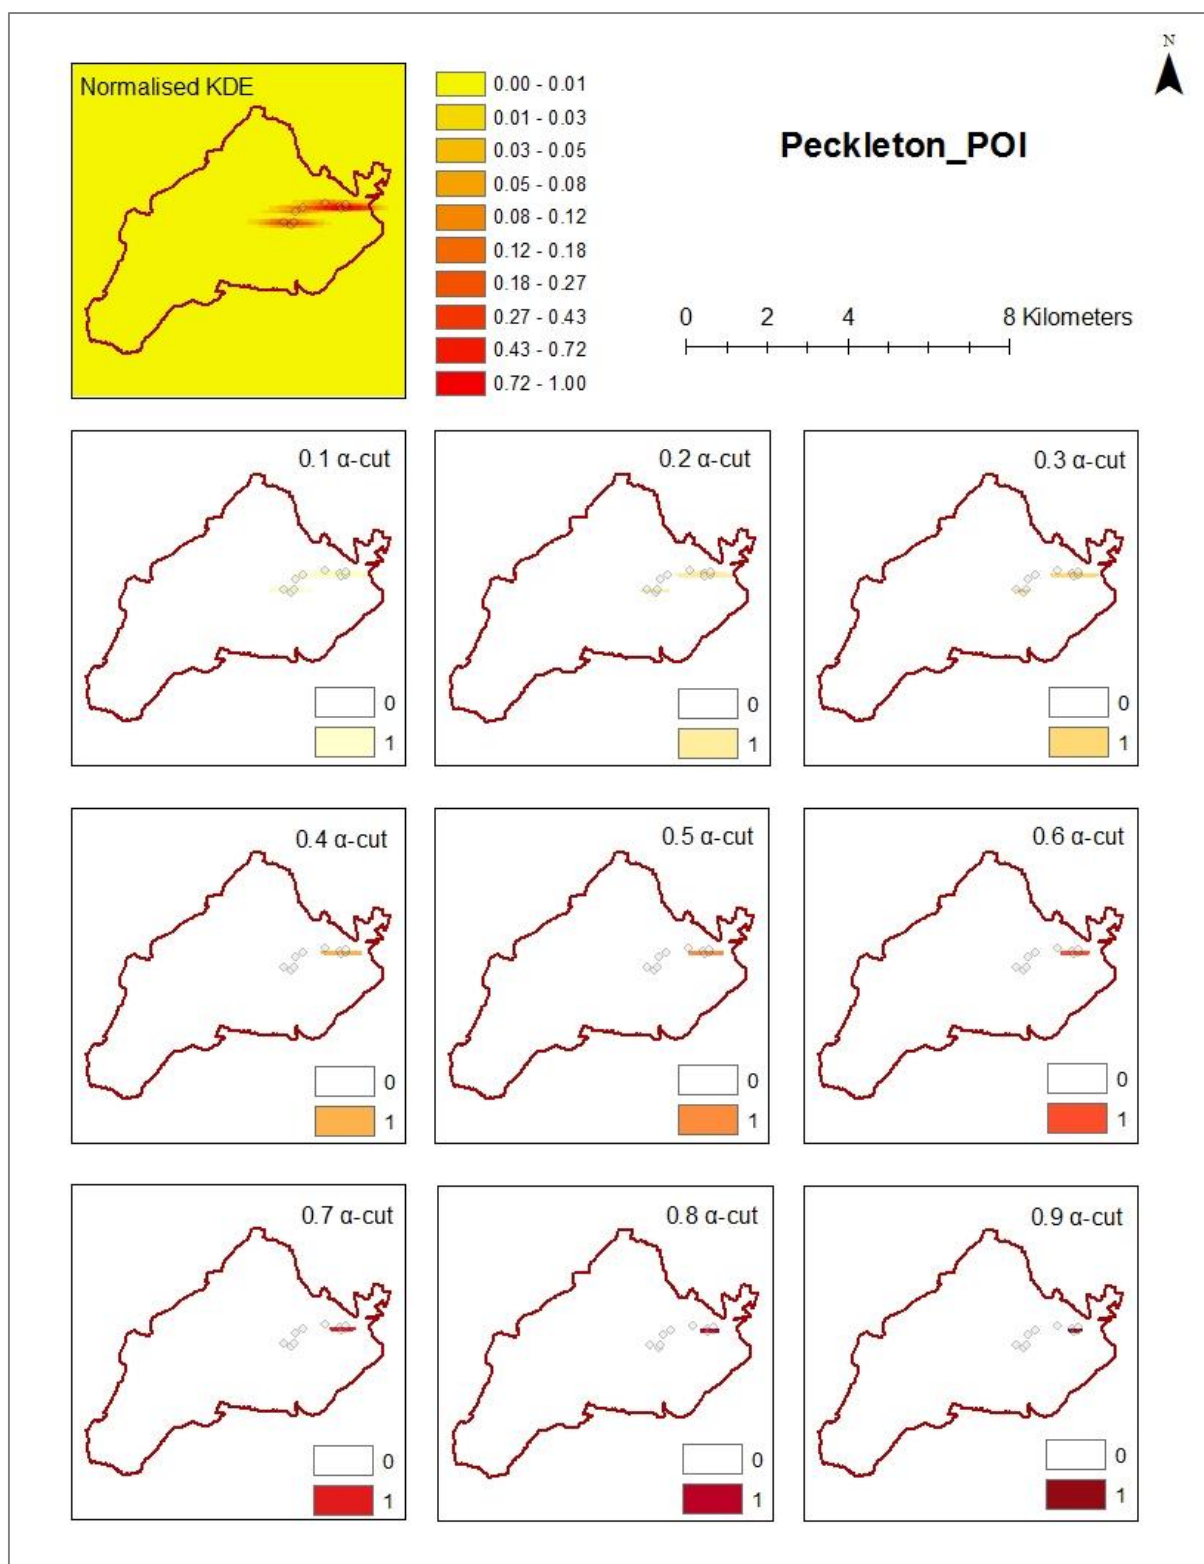 N
Normalised KDE
0.00 - 0.01
0.01 - 0.03
0.03 - 0.05
0.05 - 0.08
0.08 - 0.12
0.12 - 0.18
0.18 - 0.27
0.27 - 0.43
0.43 - 0.72
0.72 - 1.00
Peckleton_POI
0 2 4 8 Kilometers
0.1 α-cut
0
1
0.2 α-cut
0
1
0.3 α-cut
0
1
0.4 α-cut
0
1
0.5 α-cut
0
1
0.6 α-cut
0
1
0.7 α-cut
0
1
0.8 α-cut
0
1
0.9 α-cut
0
1